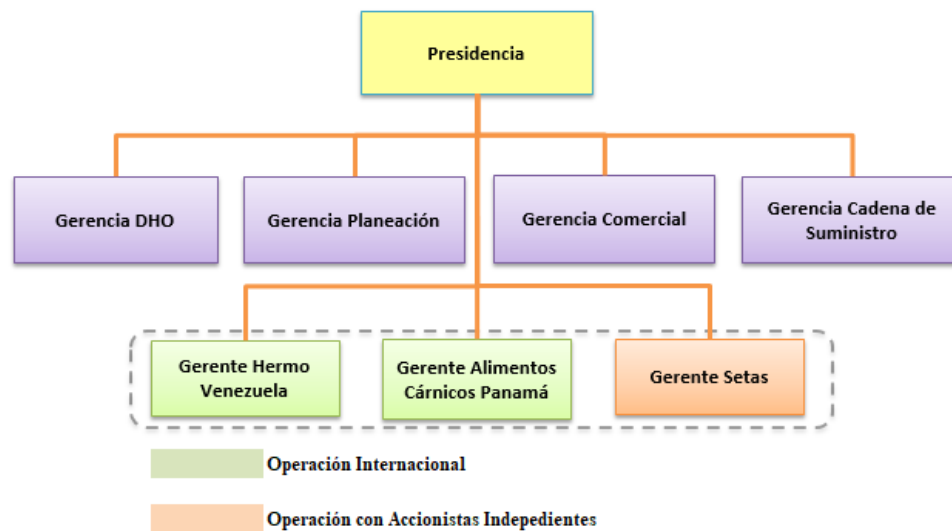 Presidencia
Gerencia DHO
Gerencia Planeación
Gerencia Comercial
Gerencia Cadena de
Suministro
Gerente Hermo
Venezuela
Gerente Alimentos
Cárnicos Panamá
Gerente Setas
Operación Internacional
Operación con Accionistas Indepedientes